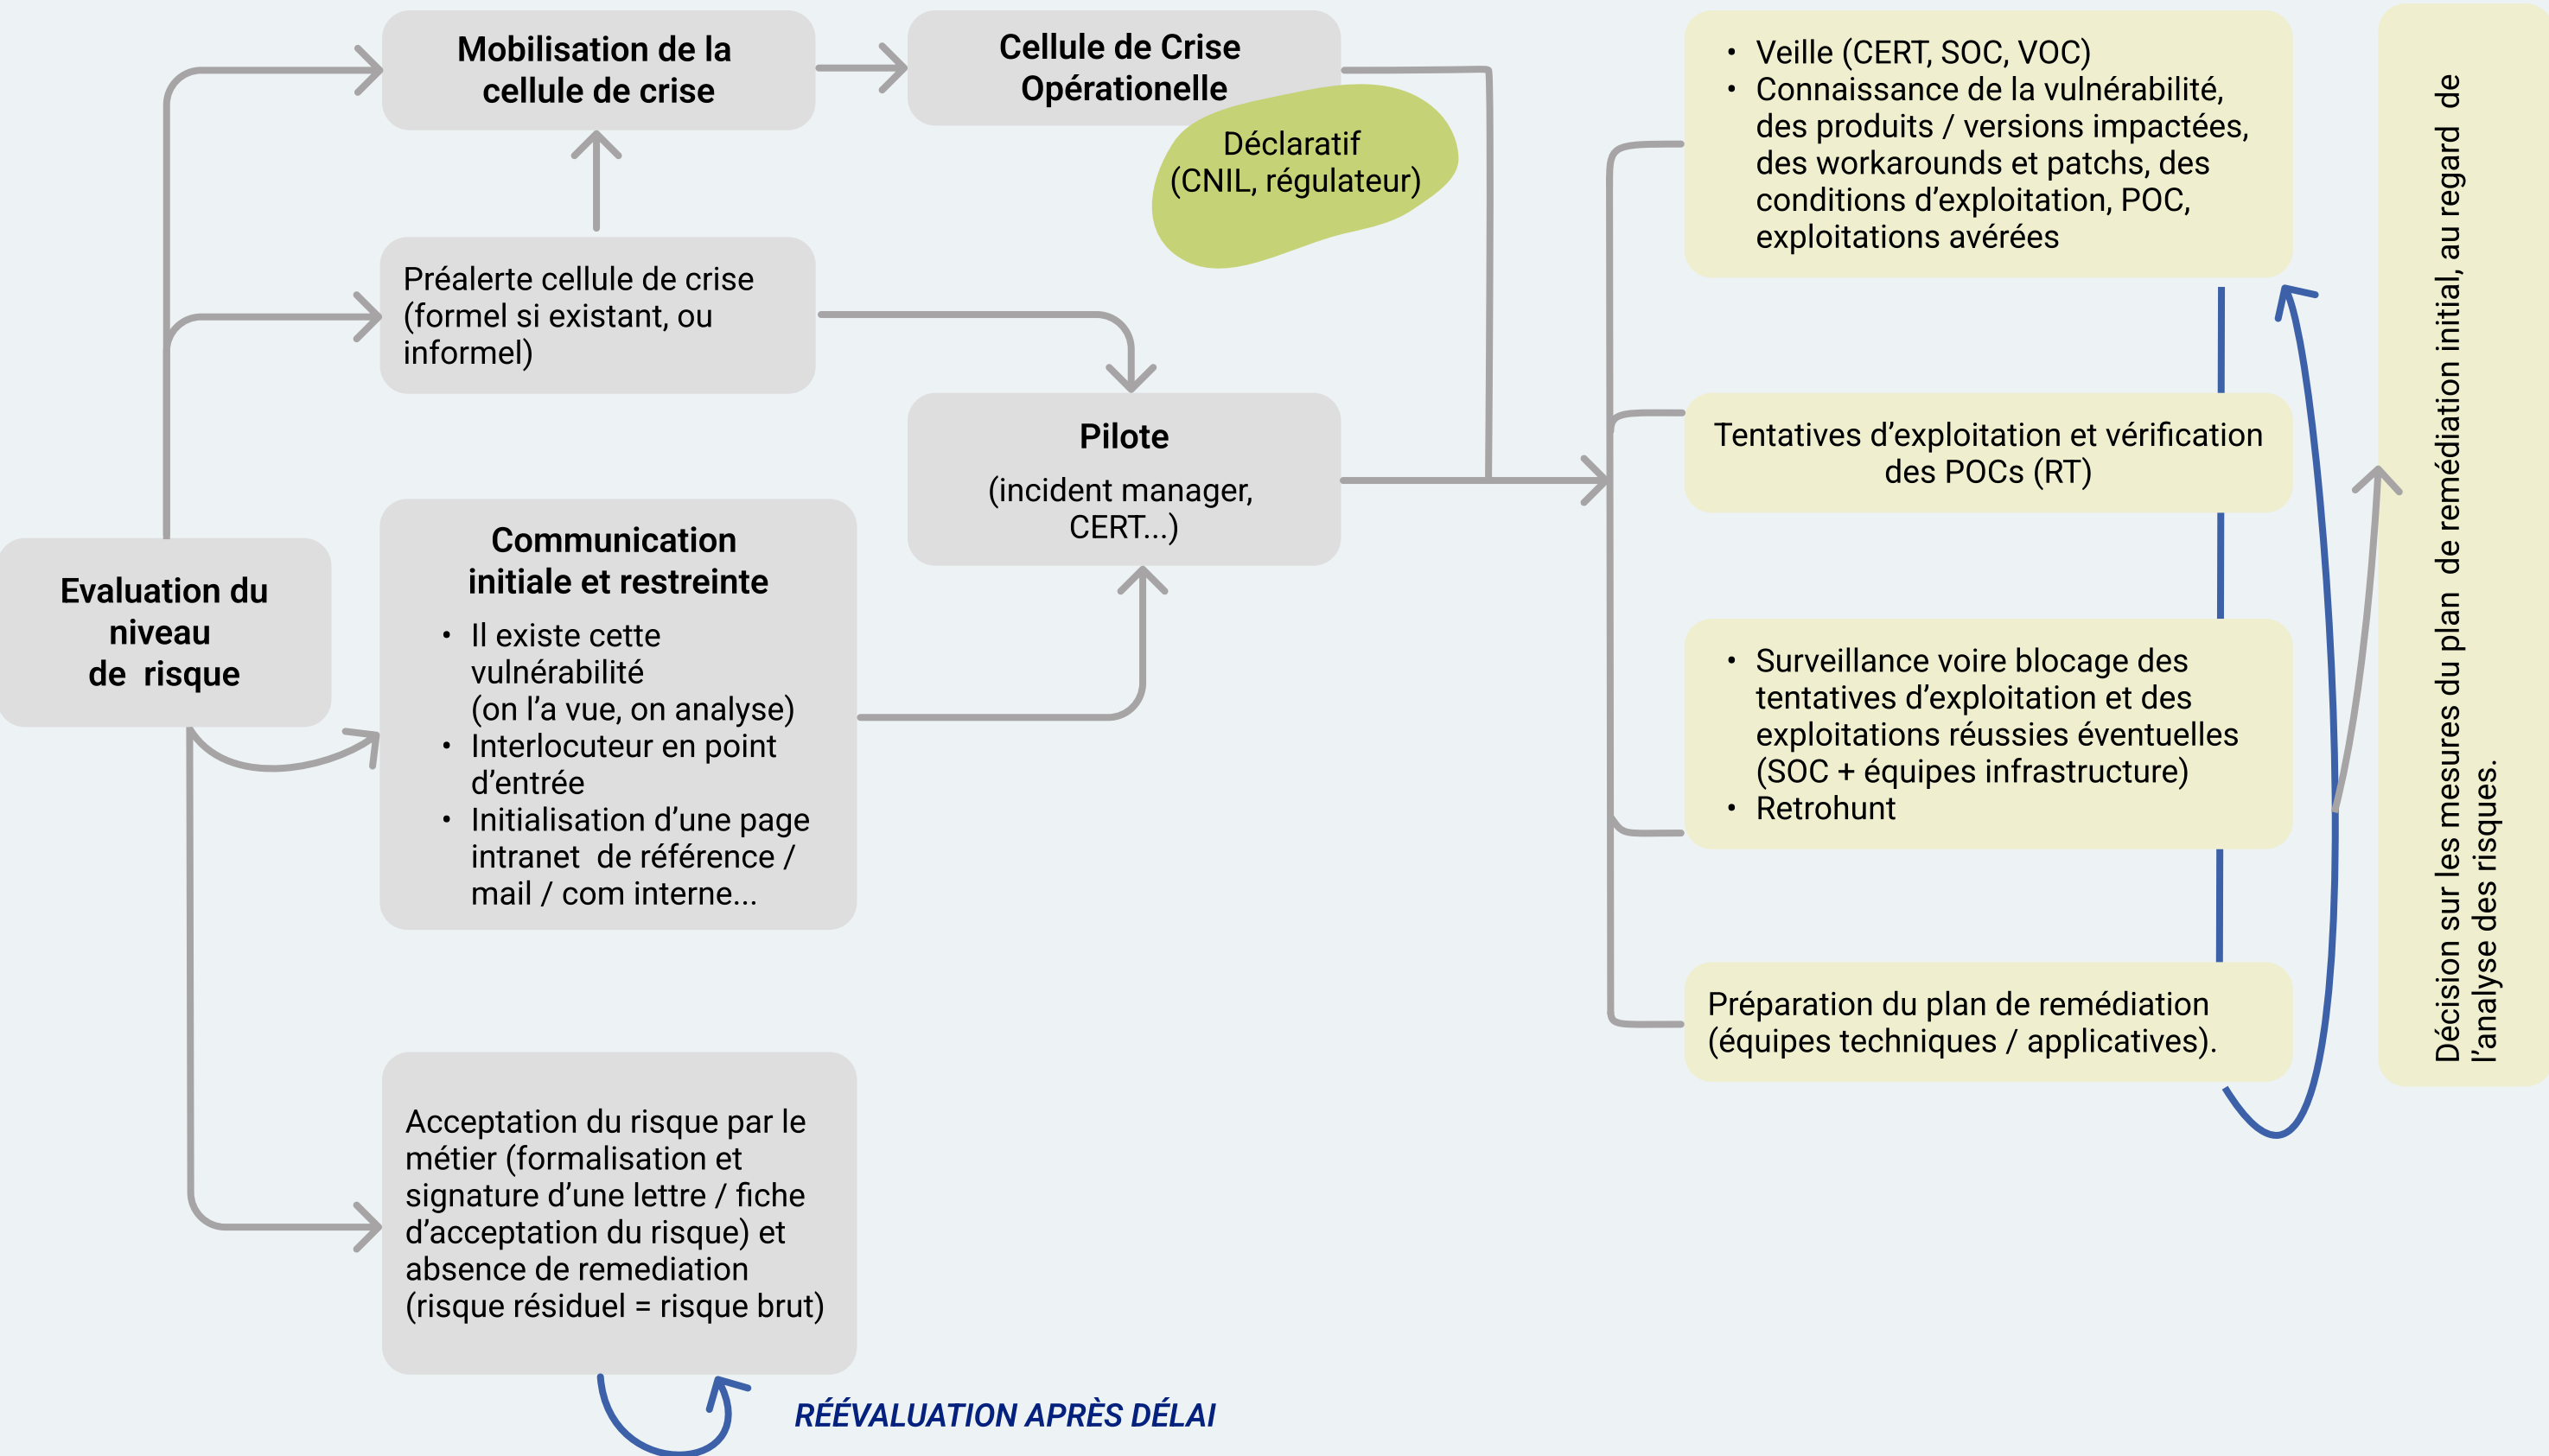 Mobilisation de la
cellule de crise
Cellule de Crise
Opérationelle
Déclaratif
(CNIL, régulateur)
Préalerte cellule de crise
(formel si existant, ou
informel)
Pilote
(incident manager,
CERT...)
Evaluation du
niveau
de  risque
Communication
initiale et restreinte
• Il existe cette
vulnérabilité
(on l’a vue, on analyse)
• Interlocuteur en point
d’entrée
• Initialisation d’une page
intranet  de référence /
mail / com interne...
Acceptation du risque par le
métier (formalisation et
signature d’une lettre / fiche
d’acceptation du risque) et
absence de remediation
(risque résiduel = risque brut)
RÉÉVALUATION APRÈS DÉLAI
• Veille (CERT, SOC, VOC)
• Connaissance de la vulnérabilité,
des produits / versions impactées,
des workarounds et patchs, des
conditions d’exploitation, POC,
exploitations avérées
Tentatives d’exploitation et vérification
des POCs (RT)
• Surveillance voire blocage des
tentatives d’exploitation et des
exploitations réussies éventuelles
(SOC + équipes infrastructure)
• Retrohunt
Préparation du plan de remédiation
(équipes techniques / applicatives).
Décision sur les mesures du plan  de remédiation initial, au regard  de
l’analyse des risques.